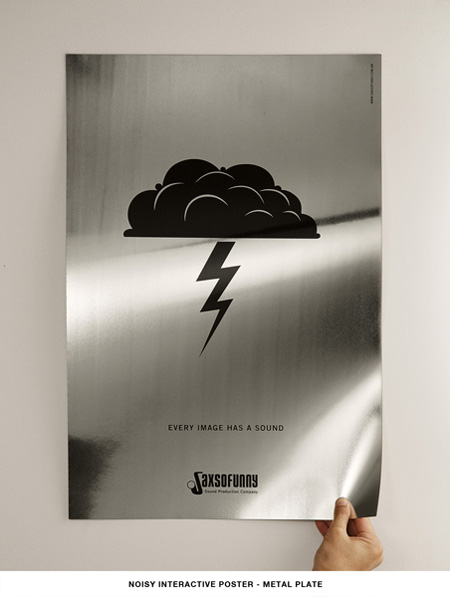 EVERY IMAGE HAS A SOUND
SAXSOFUNNY
Sound Production Company
NOISY INTERACTIVE POSTER - METAL PLATE